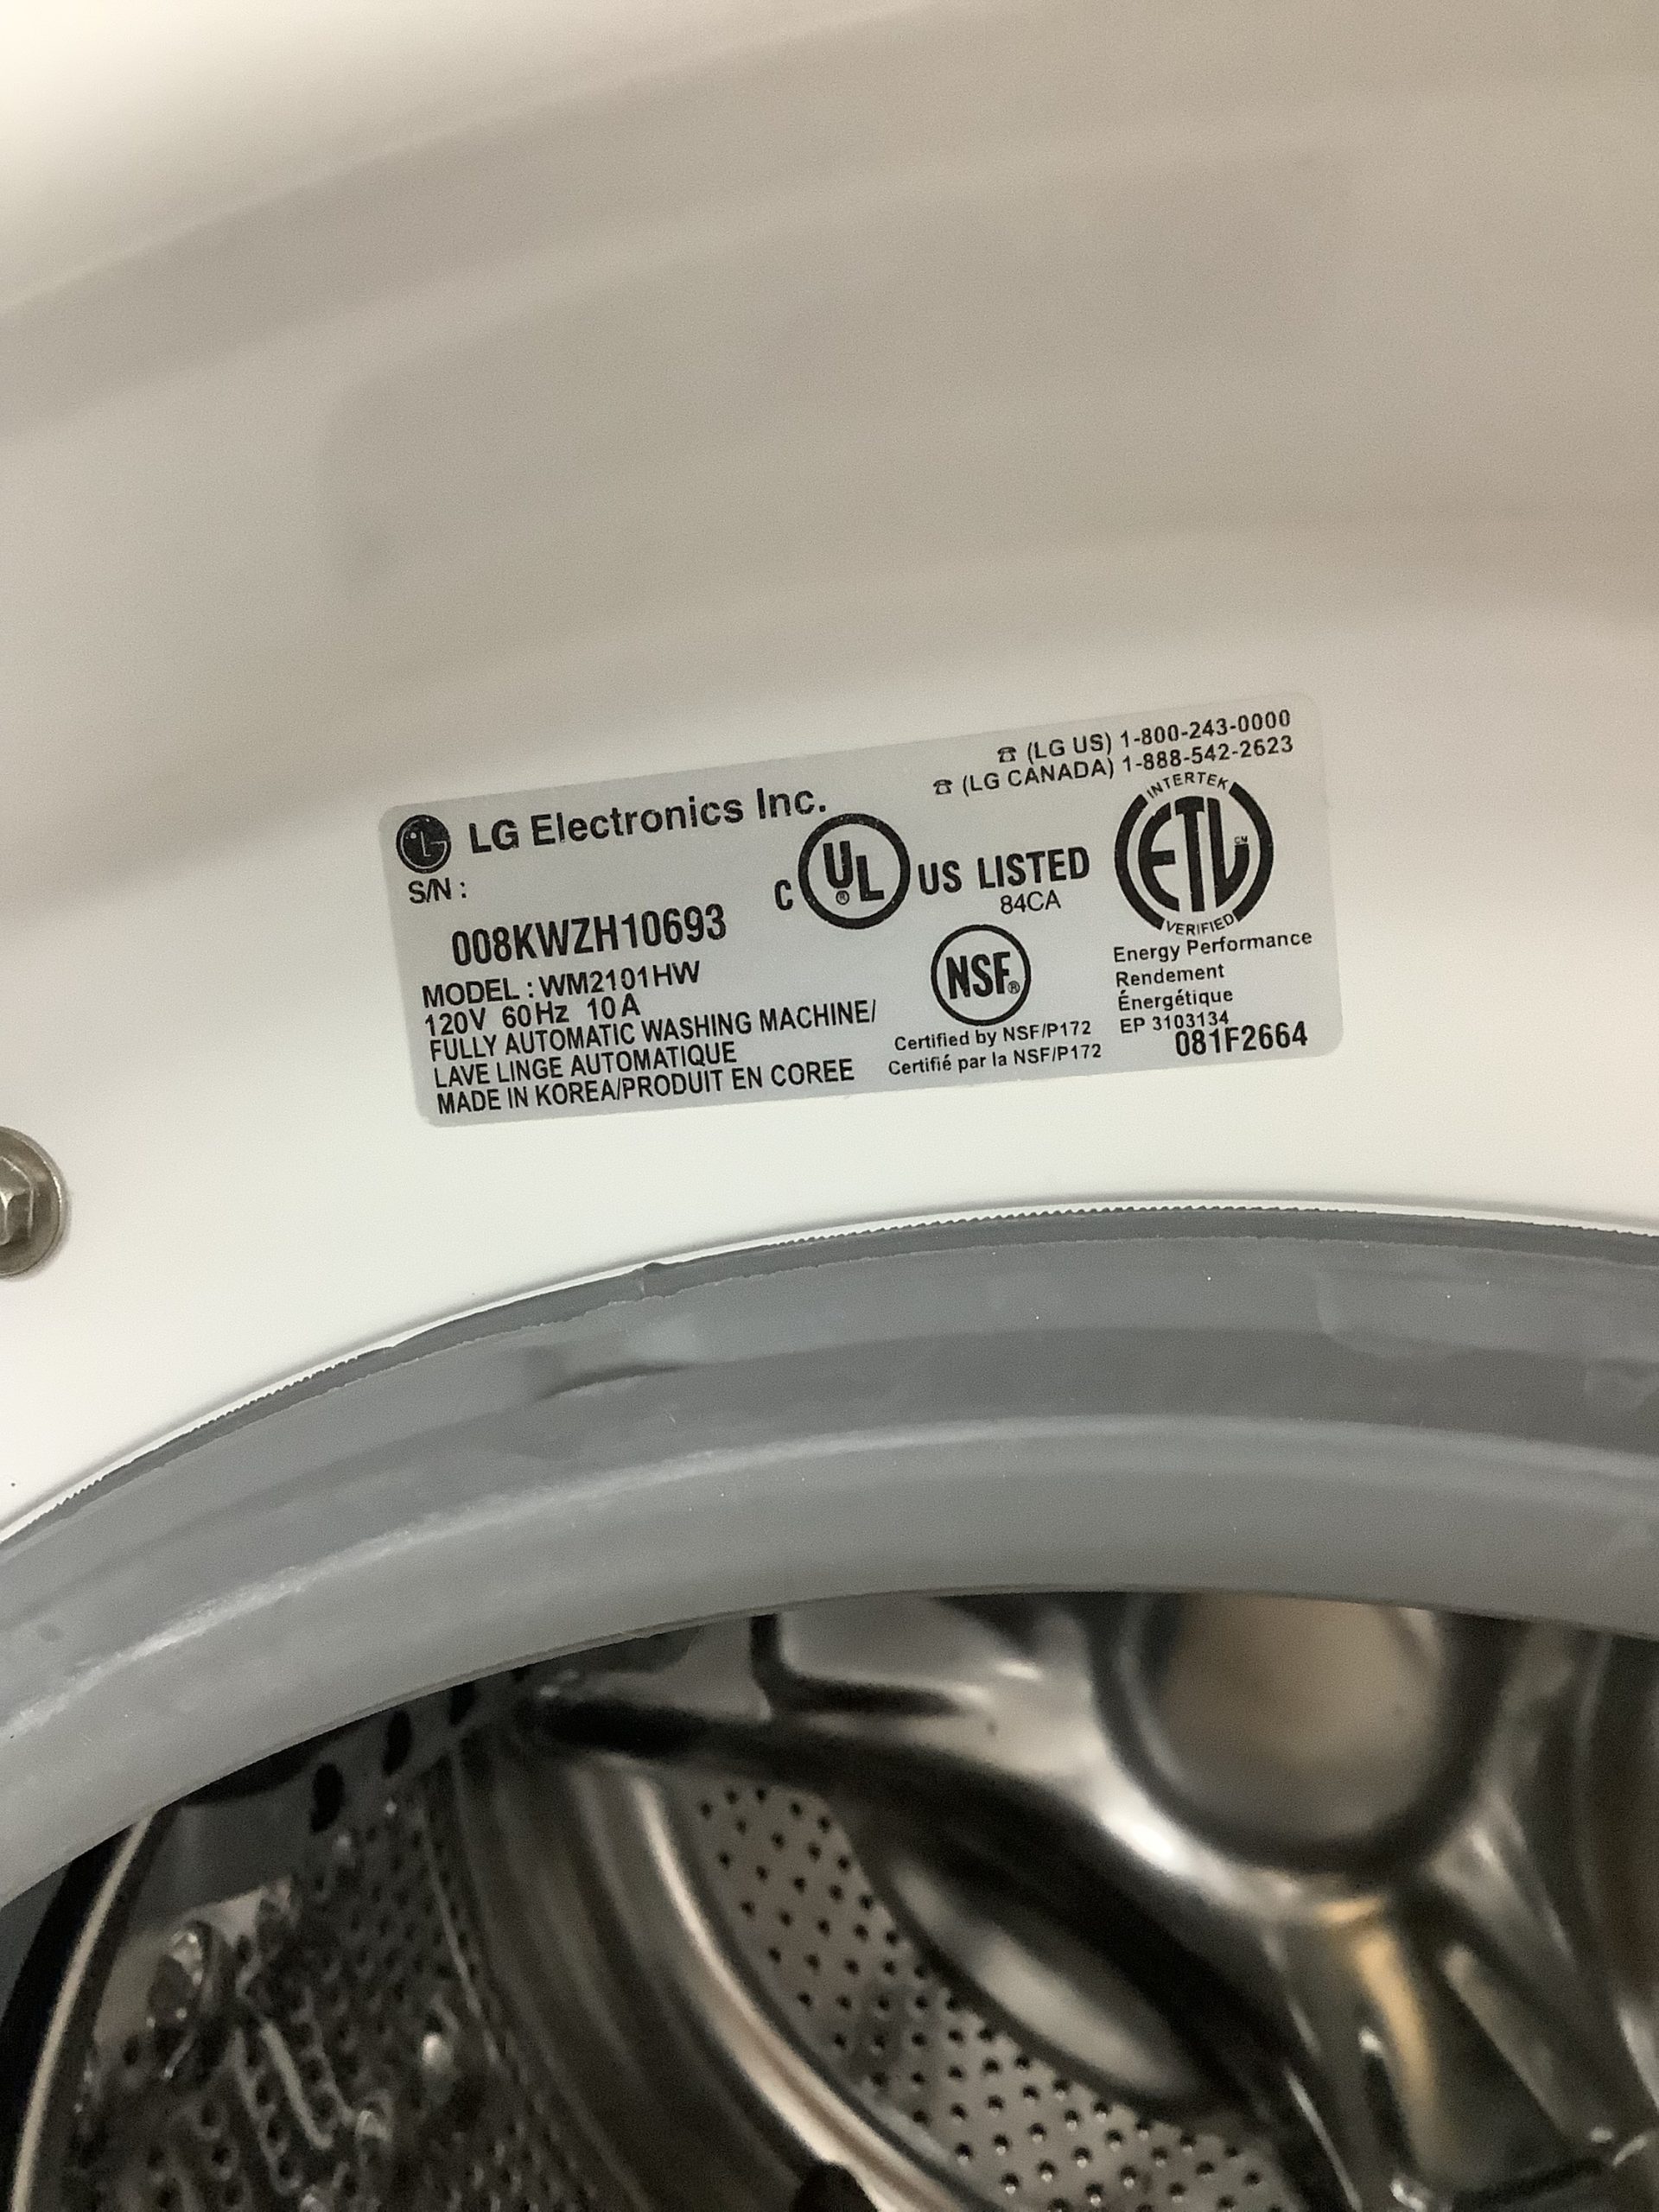 ☎ (LG US) 1-800-243-0000
☎ (LG CANADA) 1-888-542-2623
LG LG Electronics Inc.
S/N :
008KWZH10693
MODEL : WM2101HW
120V 60Hz 10A
FULLY AUTOMATIC WASHING MACHINE/
LAVE LINGE AUTOMATIQUE
MADE IN KOREA/PRODUIT EN COREE
C UL® US LISTED
84CA
NSF®
Certified by NSF/P172
Certifié par la NSF/P172
INTERTEK
ETL CM
VERIFIED
Energy Performance
Rendement
Énergétique
EP 3103134
081F2664